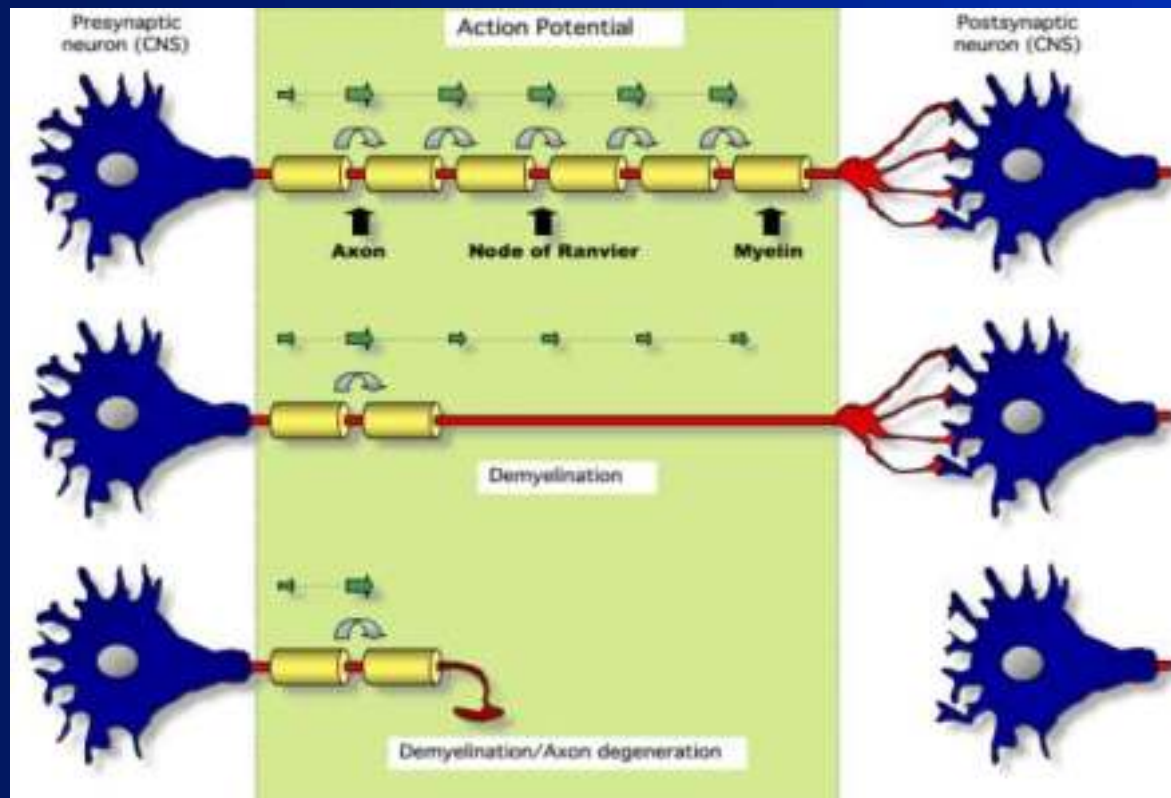 Presynaptic
neuron (CNS)
Action Potential
Postsynaptic
neuron (CNS)
Axon
Node of Ranvier
Myelin
Demyelination
Demyelination/Axon degeneration